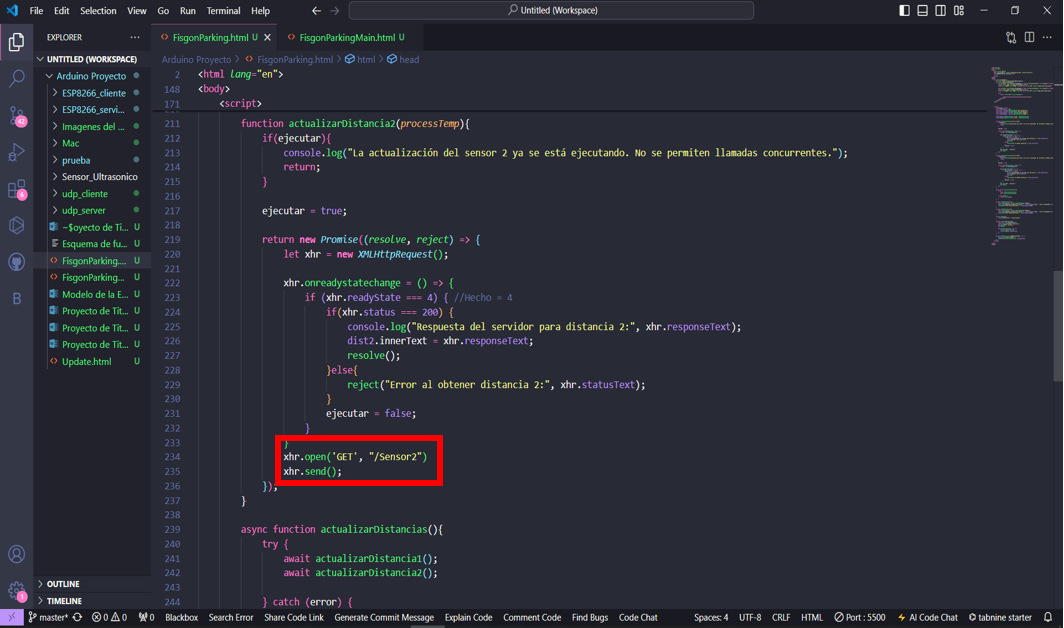 File Edit Selection View Go Run Terminal Help Untitled (Workspace)
EXPLORER ···
FisgonParking.html U
FisgonParkingMain.html U
UNTITLED (WORKSPACE)
Arduino Proyecto
ESP8266_cliente
ESP8266_servi...
Imagenes del ...
Mac
prueba
Sensor_Ultrasonico
udp_cliente
udp_server
~$oyecto de Ti... U
Esquema de fu... U
FisgonParking.... U
FisgonParking... U
Modelo de la E... U
Proyecto de Tit... U
Proyecto de Tit... U
Proyecto de Tit... U
Update.html U
OUTLINE
TIMELINE
42
6
1
Arduino Proyecto > FisgonParking.html > html > head
2 <html lang="en">
148 <body>
171 <script>
211 function actualizarDistancia2(processTemp){
212 if(ejecutar){
213 console.log("La actualización del sensor 2 ya se está ejecutando. No se permiten llamadas concurrentes.");
214 return;
215 }
216
217 ejecutar = true;
218
219 return new Promise((resolve, reject) => {
220 let xhr = new XMLHttpRequest();
221
222 xhr.onreadystatechange = () => {
223 if (xhr.readyState === 4) { //Hecho = 4
224 if(xhr.status === 200) {
225 console.log("Respuesta del servidor para distancia 2:", xhr.responseText);
226 dist2.innerText = xhr.responseText;
227 resolve();
228 }else{
229 reject("Error al obtener distancia 2:", xhr.statusText);
230 }
231 ejecutar = false;
232 }
233 }
234 xhr.open('GET', "/Sensor2")
235 xhr.send();
236 });
237 }
238
239 async function actualizarDistancias(){
240 try {
241 await actualizarDistancia1();
242 await actualizarDistancia2();
243
244 } catch (error) {
master* 0 0 0 Blackbox Search Error Share Code Link Generate Commit Message Explain Code Comment Code Find Bugs Code Chat Spaces: 4 UTF-8 CRLF HTML Port : 5500 AI Code Chat tabnine starter